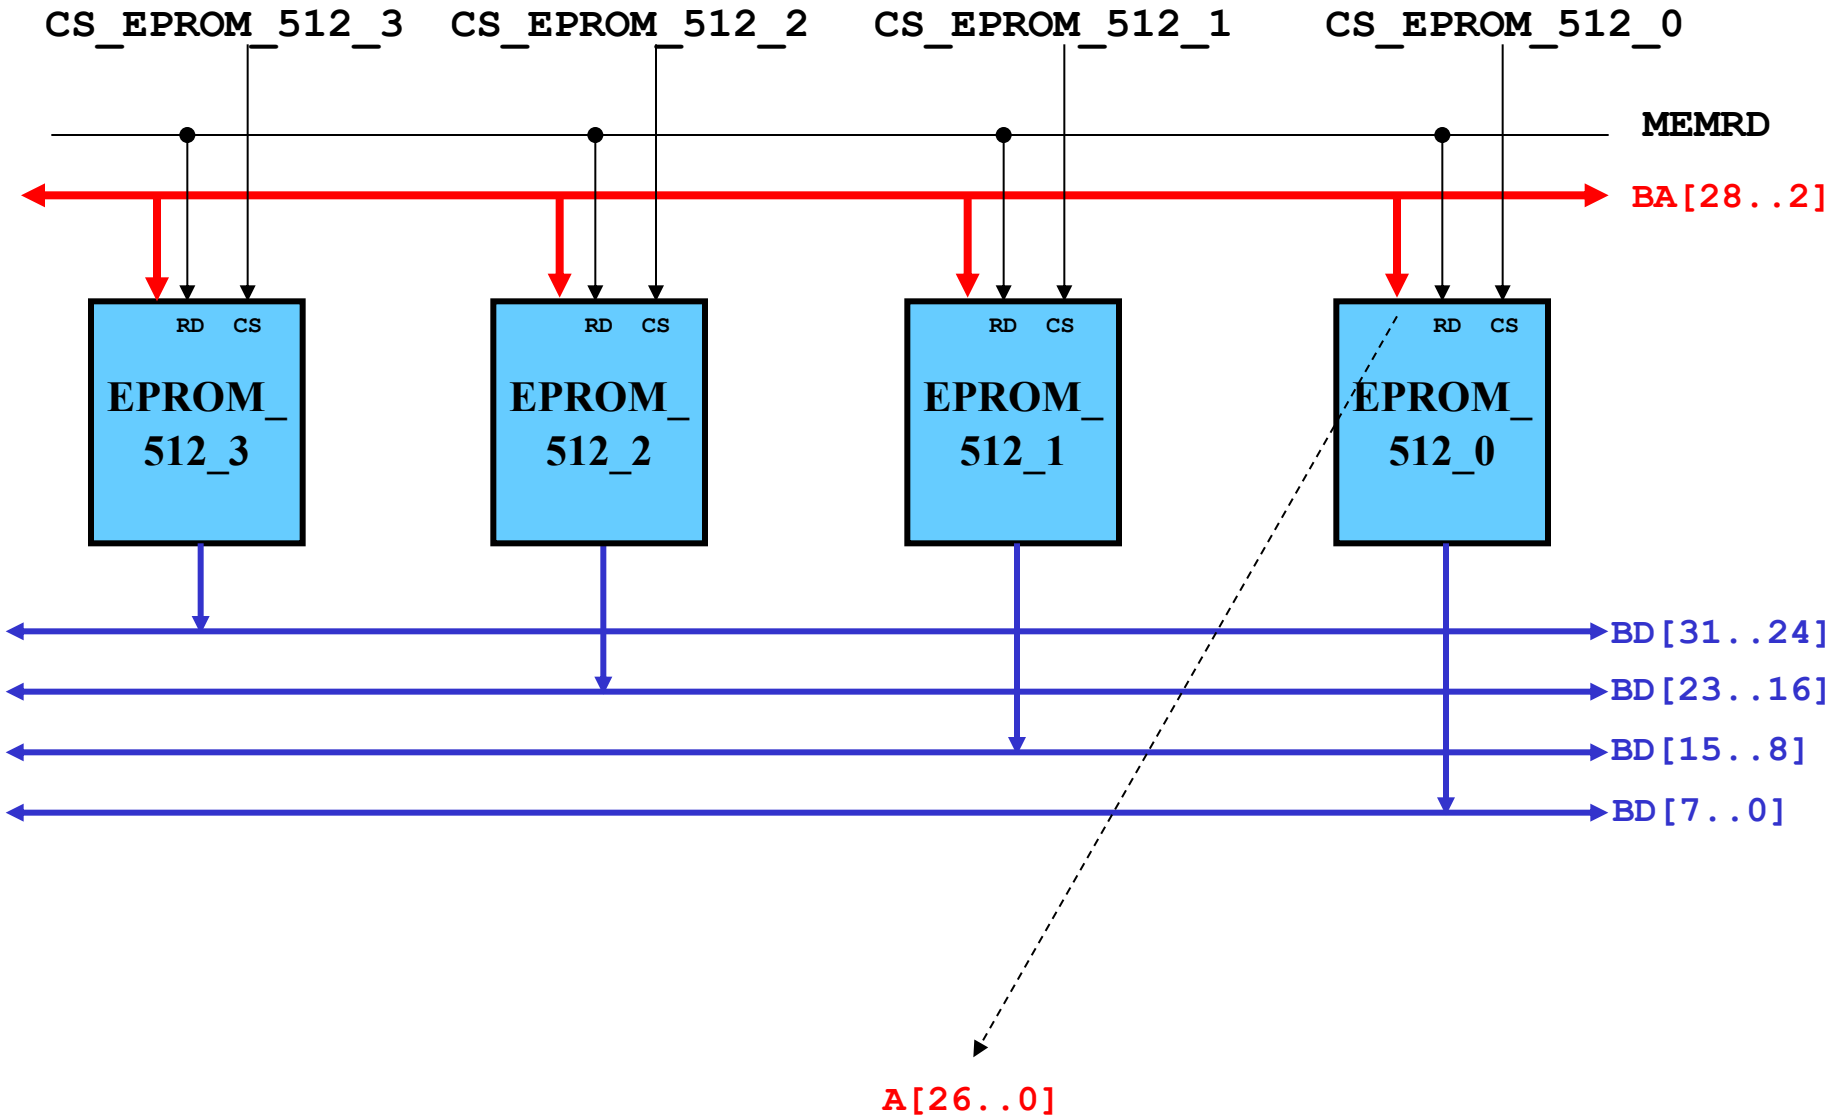 CS_EPROM_512_3 CS_EPROM_512_2 CS_EPROM_512_1 CS_EPROM_512_0
MEMRD
BA[28..2]
RD CS RD CS RD CS RD CS
EPROM_ EPROM_ EPROM_ EPROM_
512_3 512_2 512_1 512_0
BD[31..24]
BD[23..16]
BD[15..8]
BD[7..0]
A[26..0]